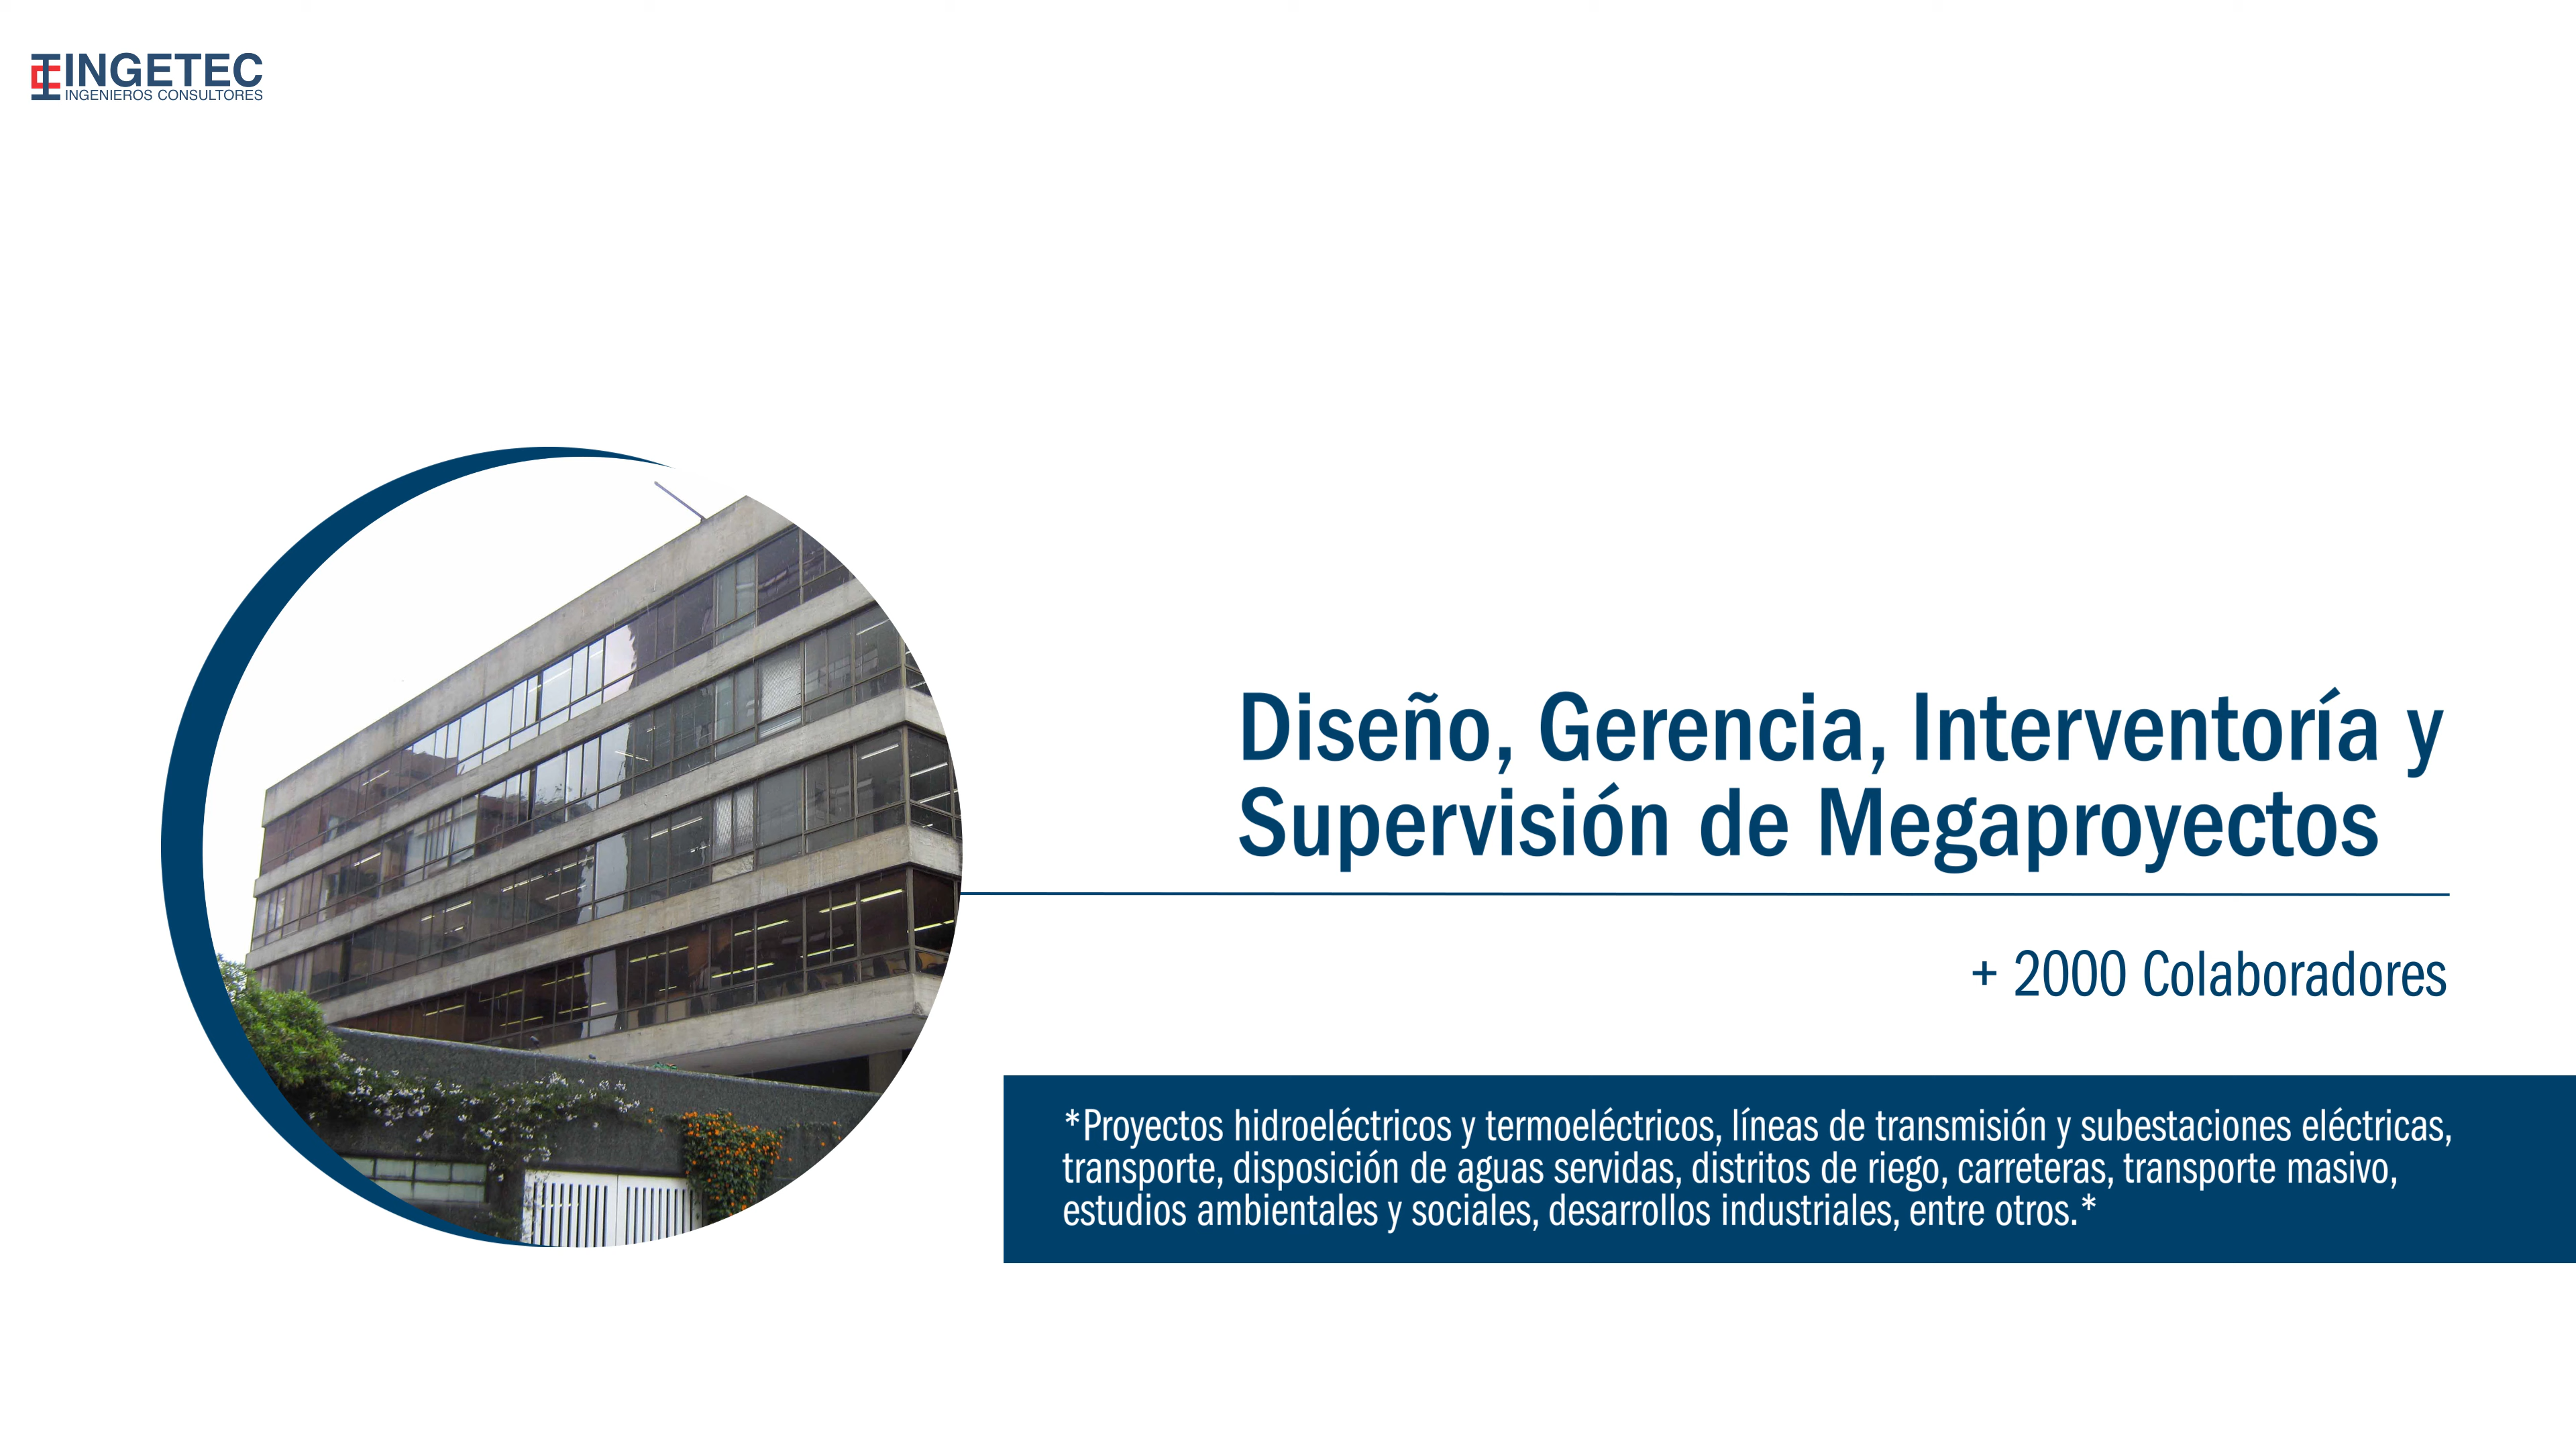 INGETEC
INGENIEROS CONSULTORES
Diseño, Gerencia, Interventoría y
Supervisión de Megaproyectos
+ 2000 Colaboradores
*Proyectos hidroeléctricos y termoeléctricos, líneas de transmisión y subestaciones eléctricas,
transporte, disposición de aguas servidas, distritos de riego, carreteras, transporte masivo,
estudios ambientales y sociales, desarrollos industriales, entre otros.*